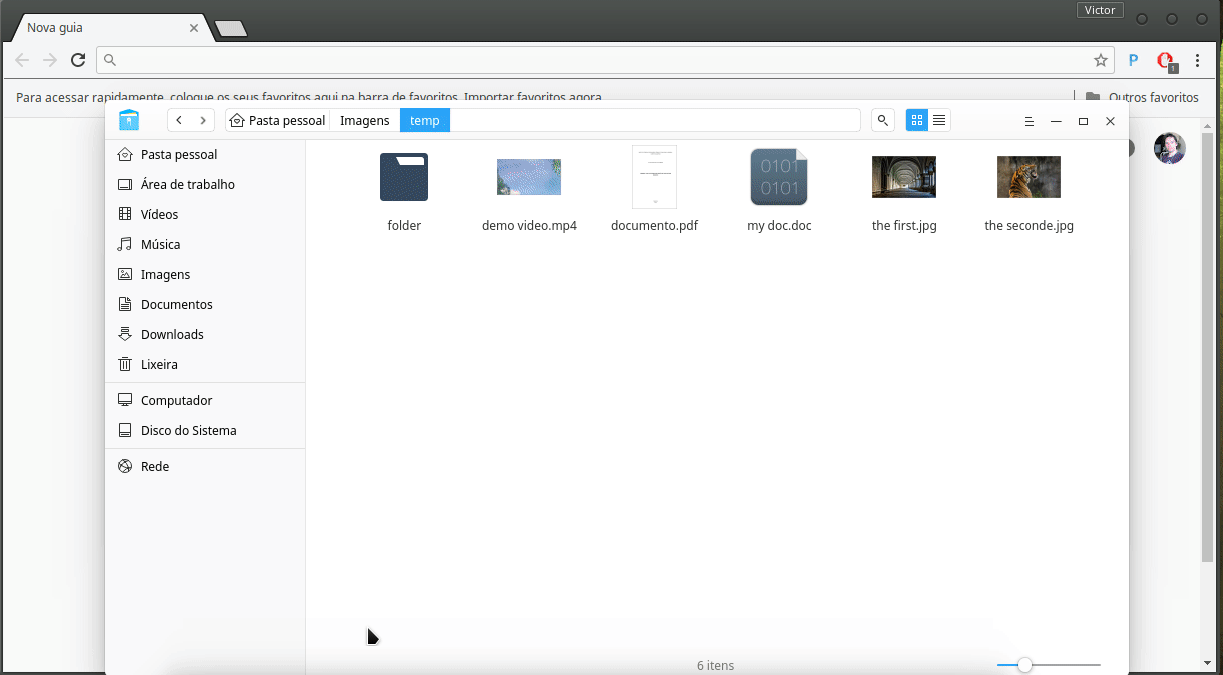 Victor
Nova guia
Para acessar rapidamente, coloque os seus favoritos aqui na barra de favoritos. Importar favoritos agora
Outros favoritos
P
1
Pasta pessoal
Imagens
temp
Pasta pessoal
Área de trabalho
Vídeos
Música
Imagens
Documentos
Downloads
Lixeira
Computador
Disco do Sistema
Rede
0101
0101
folder
demo video.mp4
documento.pdf
my doc.doc
the first.jpg
the seconde.jpg
6 itens